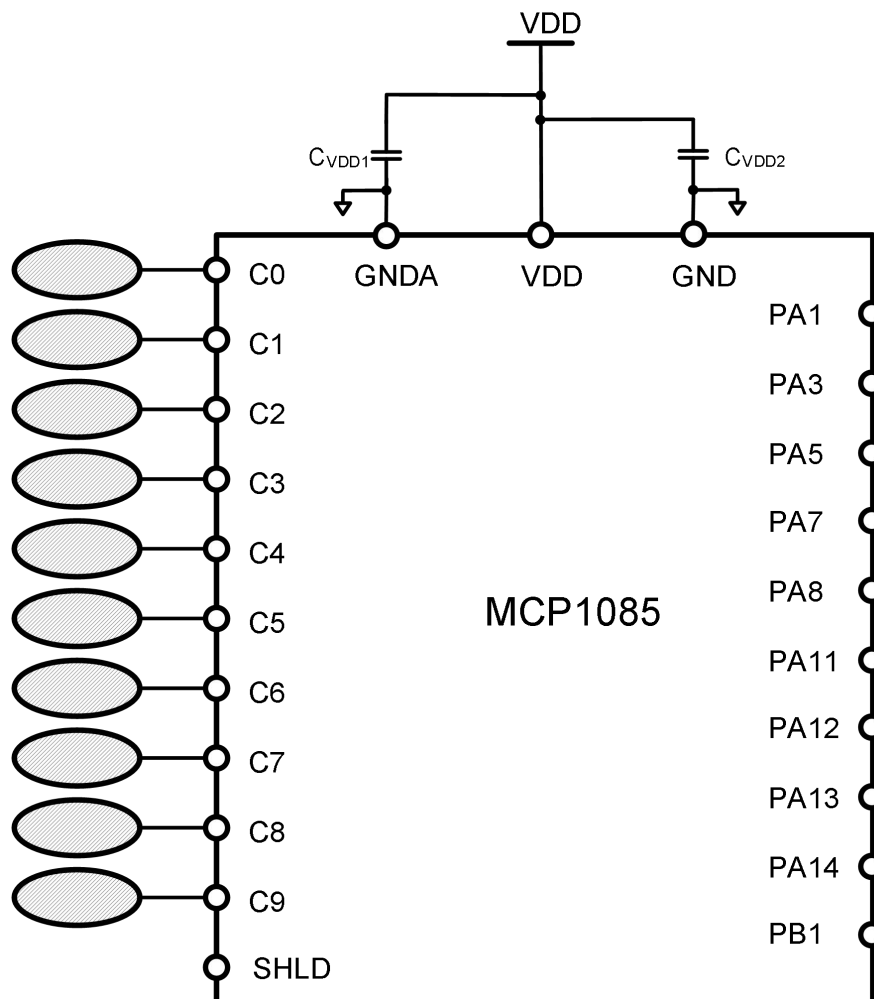 VDD
CVDD1
CVDD2
GNDA
VDD
GND
C0
C1
C2
C3
C4
C5
C6
C7
C8
C9
SHLD
MCP1085
PA1
PA3
PA5
PA7
PA8
PA11
PA12
PA13
PA14
PB1